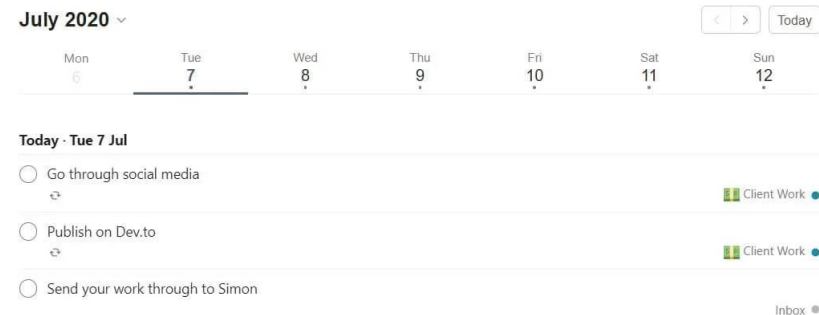 July 2020
Today
Mon Tue Wed Thu Fri Sat Sun
6 7 8 9 10 11 12
Today · Tue 7 Jul
Go through social media
Client Work
Publish on Dev.to
Client Work
Send your work through to Simon
Inbox